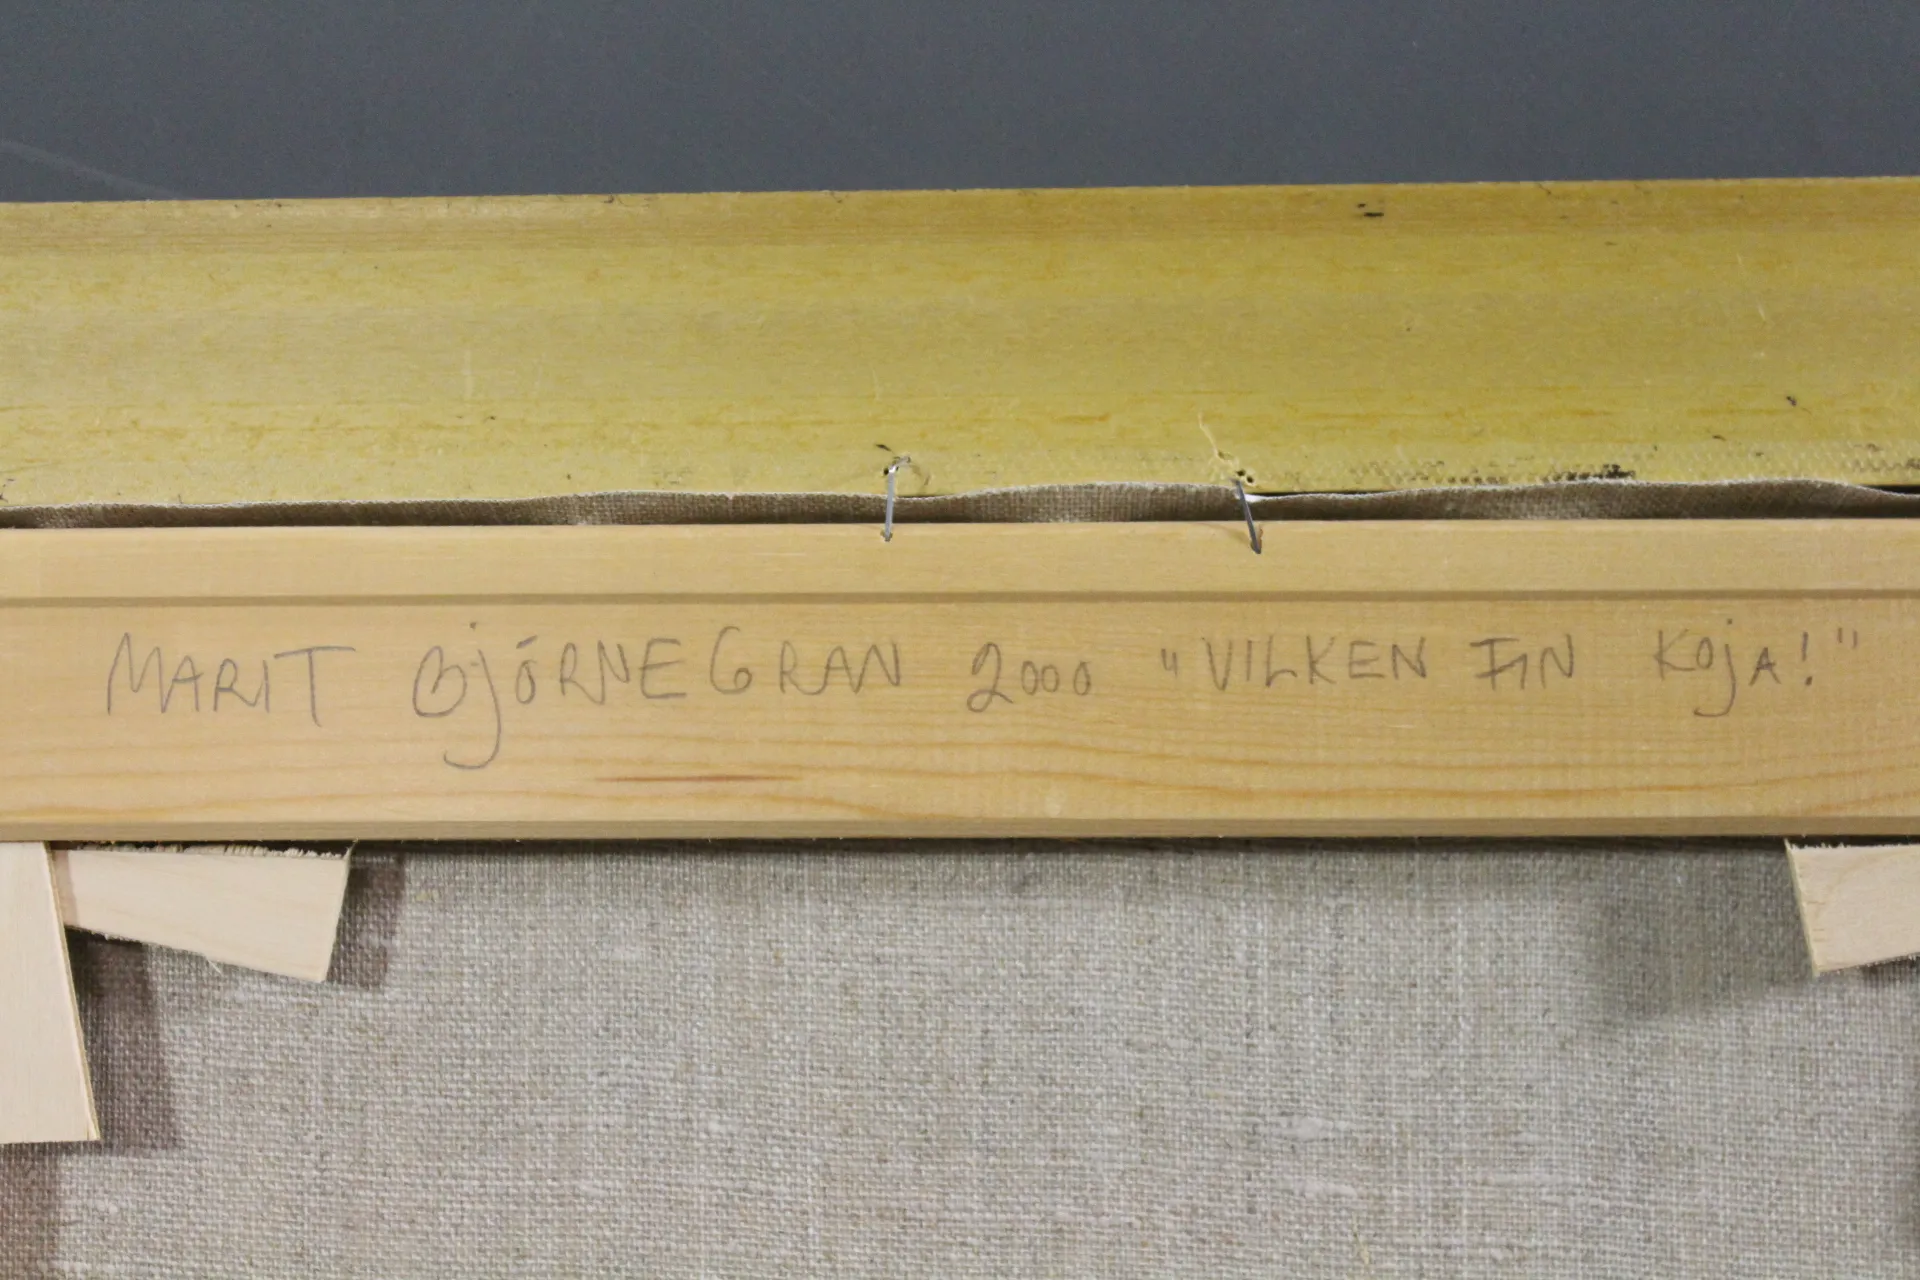 MARIT BjÖRNEGRAN 2000 "VILKEN FIN KOjA!"